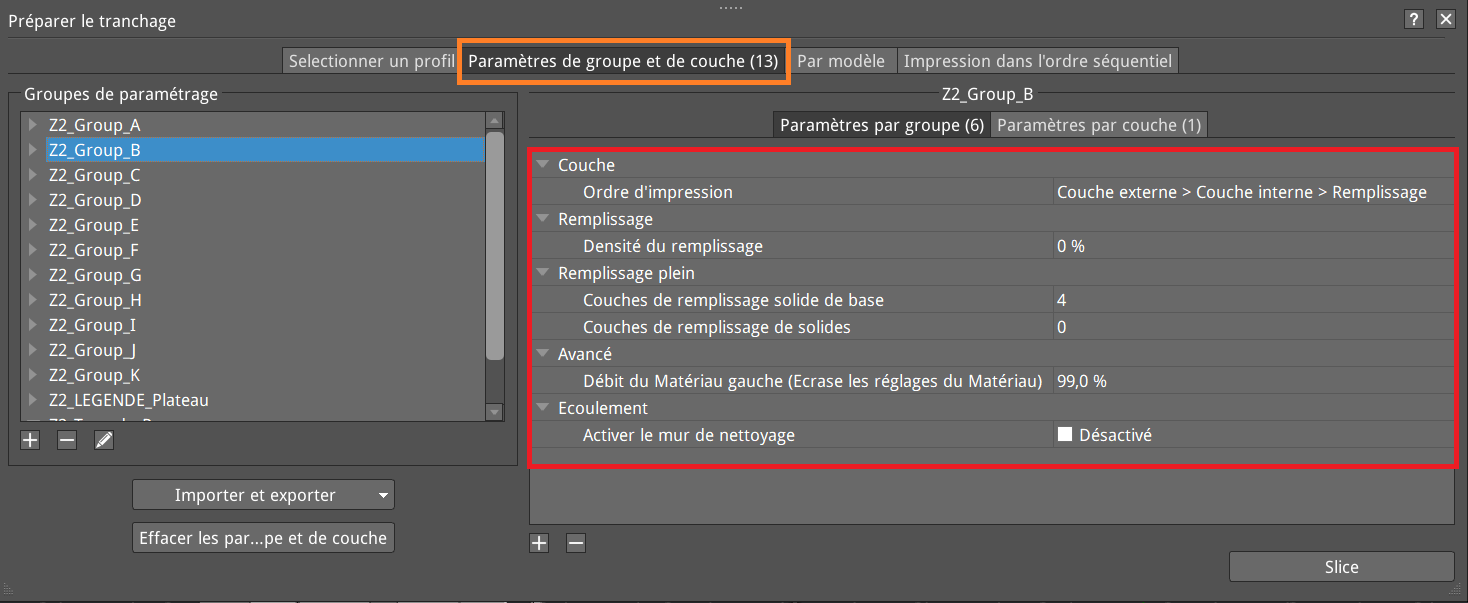 Préparer le tranchage
?
Selectionner un profil
Paramètres de groupe et de couche (13)
Par modèle
Impression dans l'ordre séquentiel
Groupes de paramétrage
Z2_Group_A
Z2_Group_B
Z2_Group_C
Z2_Group_D
Z2_Group_E
Z2_Group_F
Z2_Group_G
Z2_Group_H
Z2_Group_I
Z2_Group_J
Z2_Group_K
Z2_LEGENDE_Plateau
Importer et exporter
Effacer les par...pe et de couche
Z2_Group_B
Paramètres par groupe (6)
Paramètres par couche (1)
Couche
Ordre d'impression Couche externe > Couche interne > Remplissage
Remplissage
Densité du remplissage 0 %
Remplissage plein
Couches de remplissage solide de base 4
Couches de remplissage de solides 0
Avancé
Débit du Matériau gauche (Ecrase les réglages du Matériau) 99,0 %
Ecoulement
Activer le mur de nettoyage Désactivé
Slice